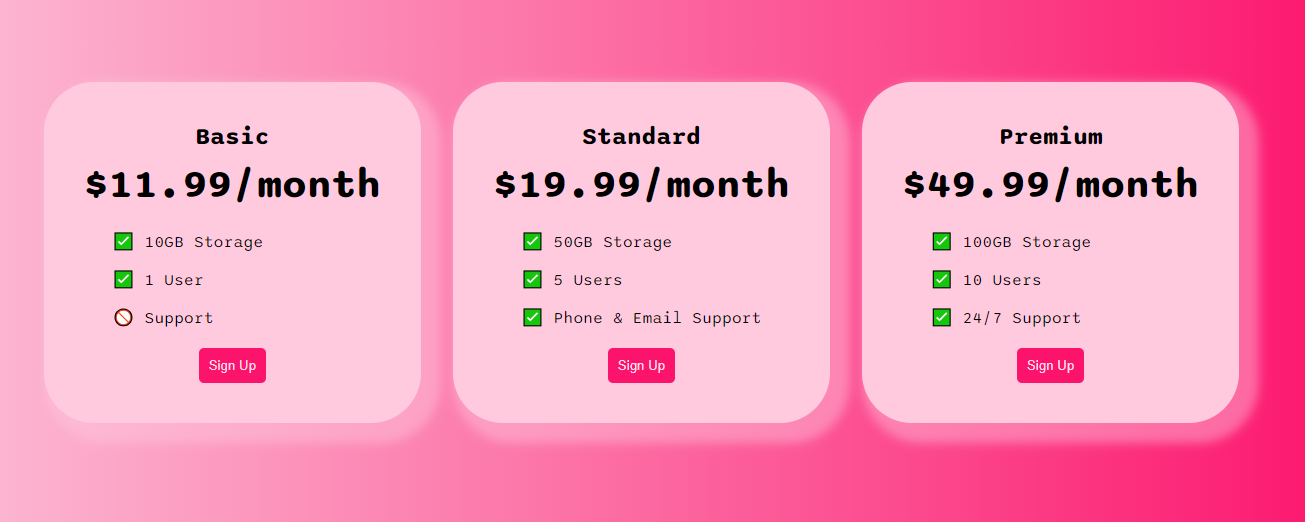 Basic
$11.99/month
10GB Storage
1 User
Support
Sign Up
Standard
$19.99/month
50GB Storage
5 Users
Phone & Email Support
Sign Up
Premium
$49.99/month
100GB Storage
10 Users
24/7 Support
Sign Up